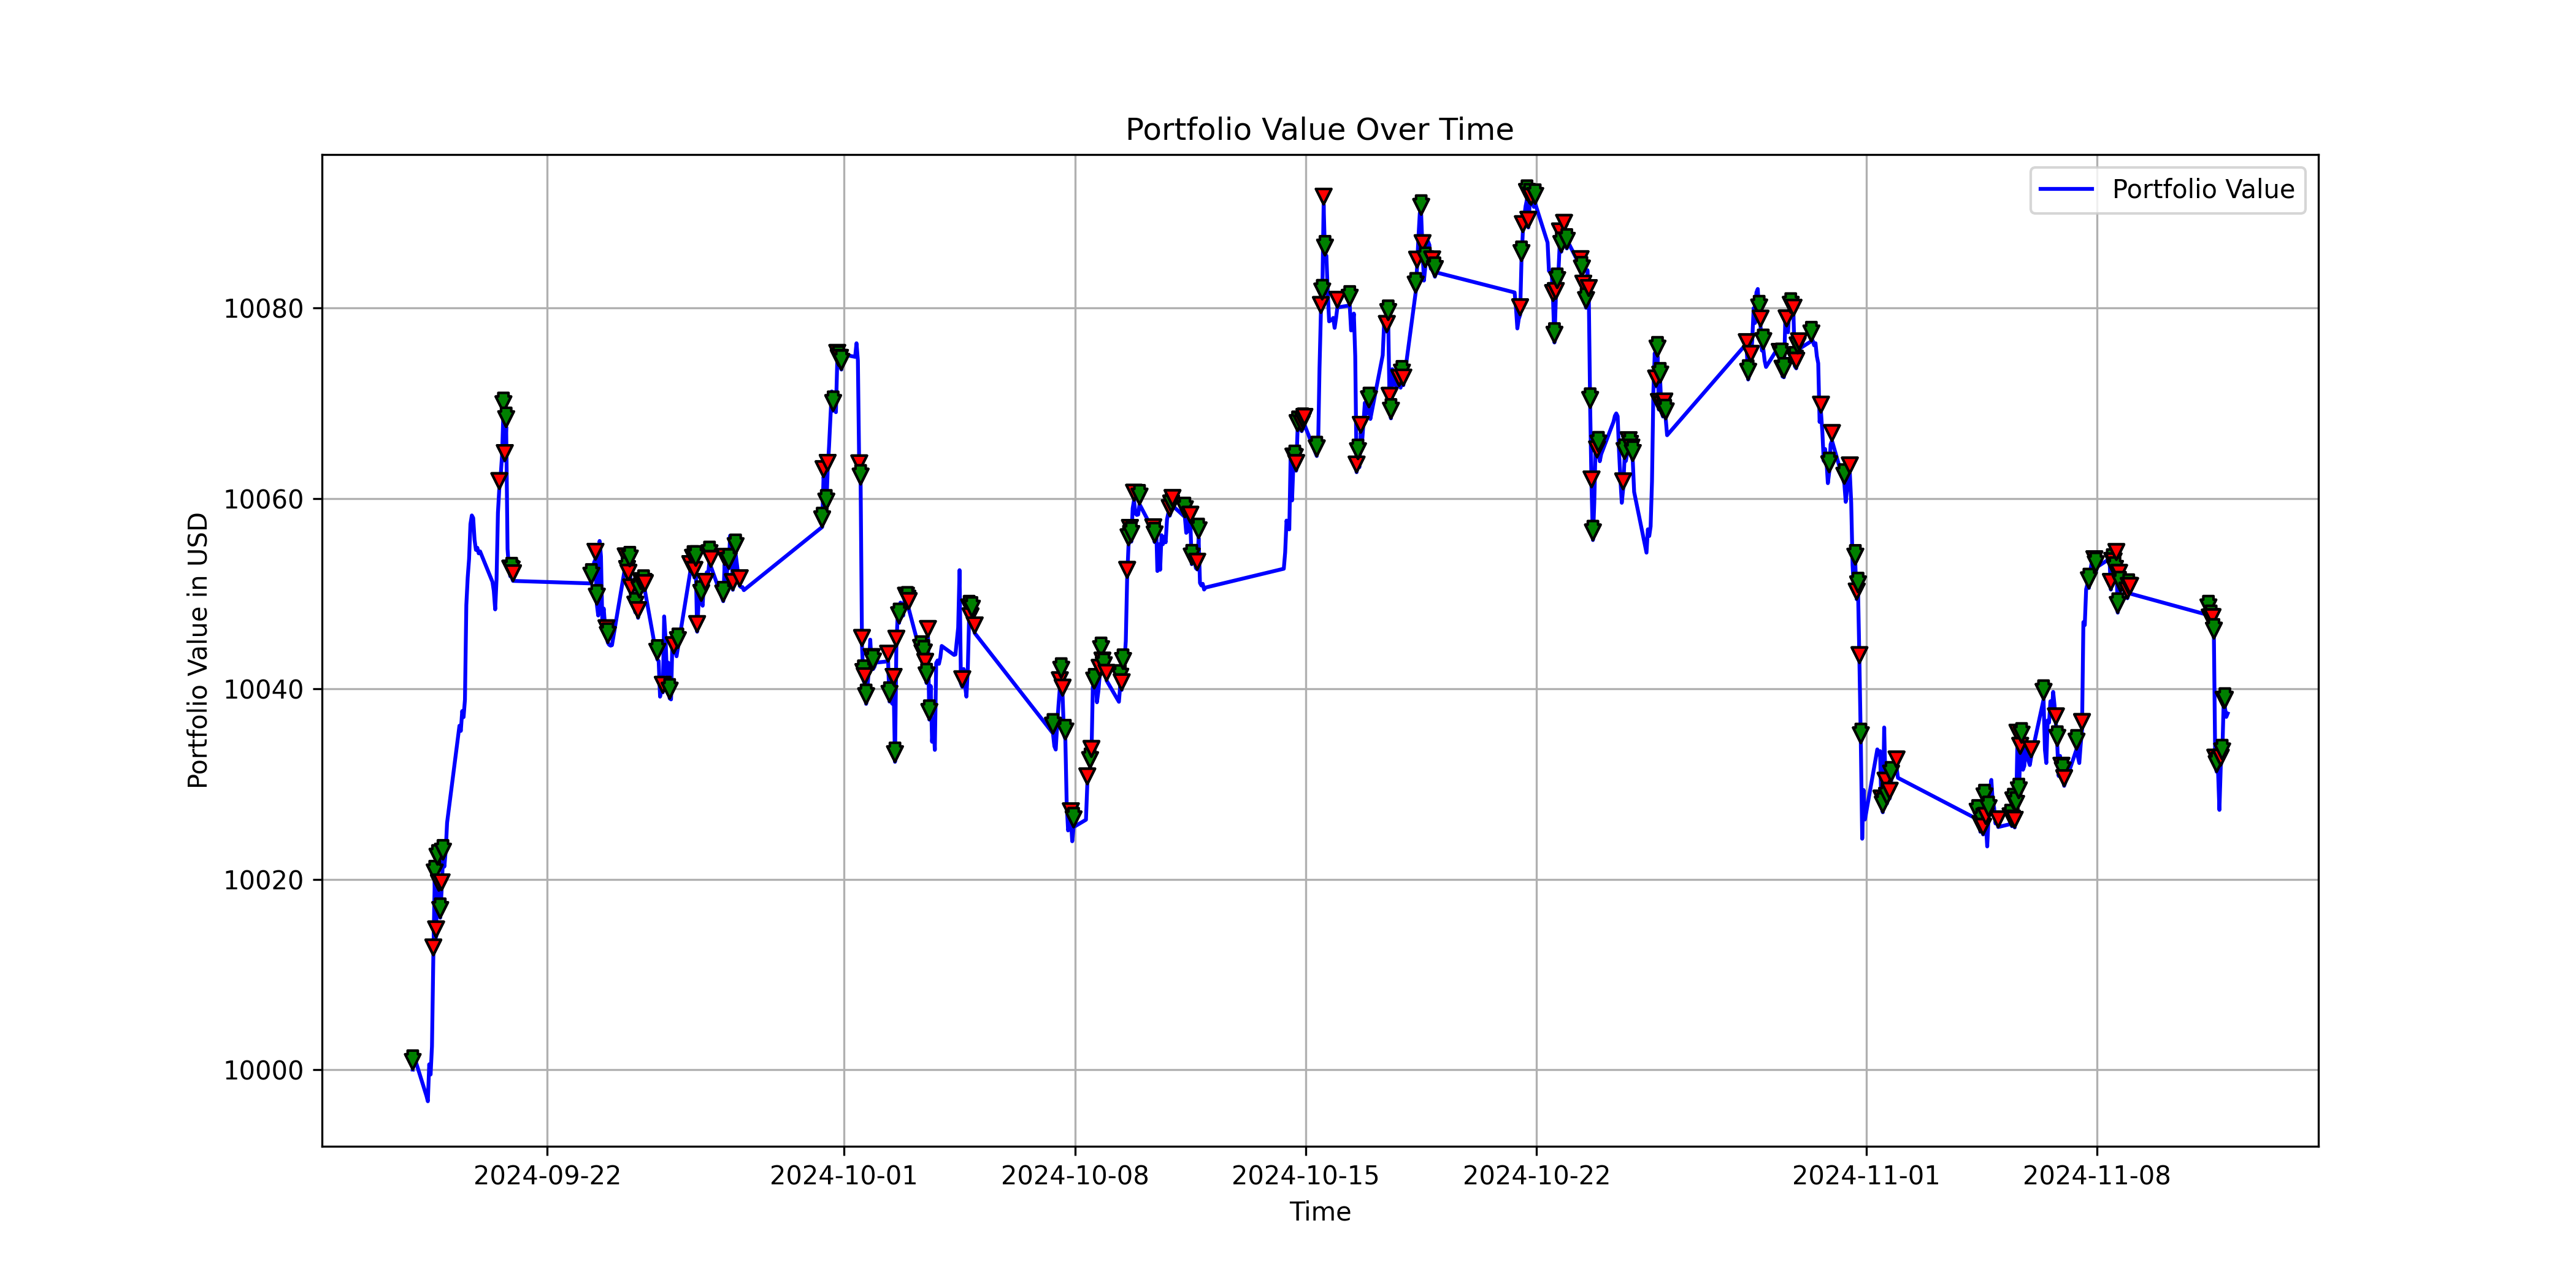 Portfolio Value Over Time
Portfolio Value
Portfolio Value in USD
10080
10060
10040
10020
10000
2024-09-22 2024-10-01 2024-10-08 2024-10-15 2024-10-22 2024-11-01 2024-11-08
Time